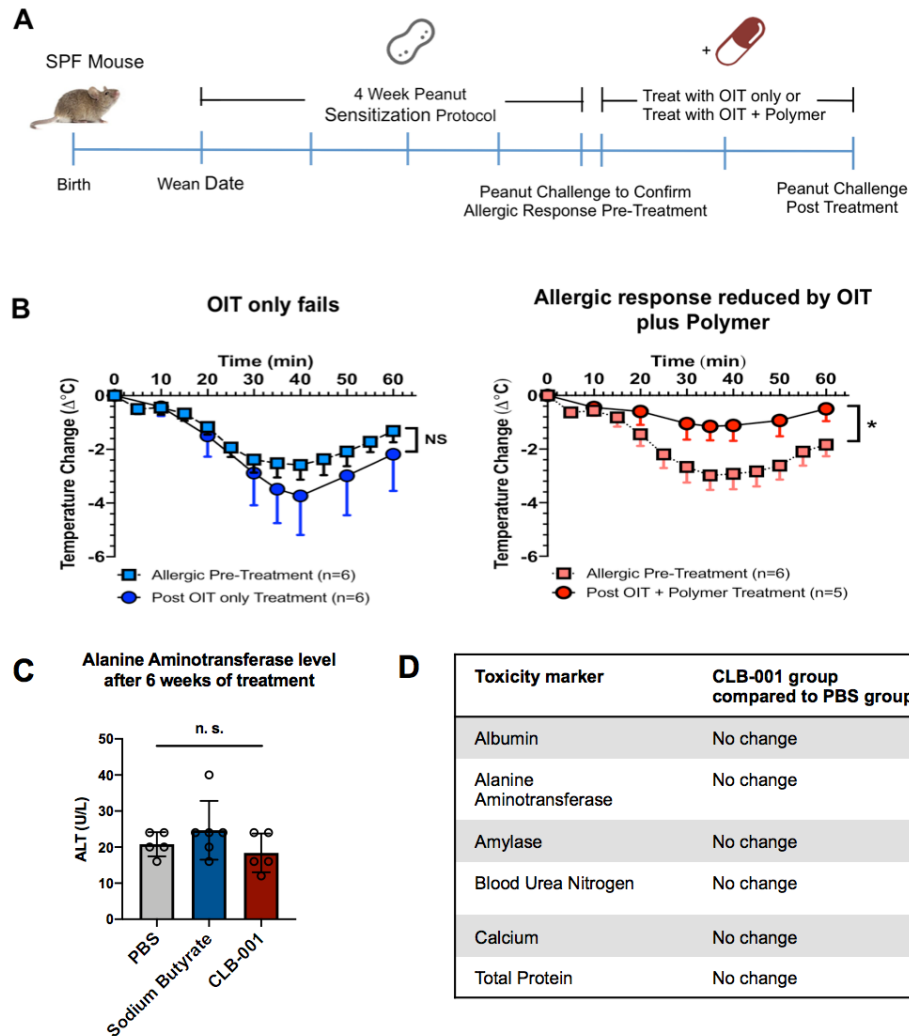 A
SPF Mouse
+
4 Week Peanut
Sensitization Protocol
Treat with OIT only or
Treat with OIT + Polymer
Birth
Wean Date
Peanut Challenge to Confirm
Allergic Response Pre-Treatment
Peanut Challenge
Post Treatment
B
OIT only fails
Time (min)
0 10 20 30 40 50 60
0
-2
-4
-6
Temperature Change (Δ°C)
NS
Allergic Pre-Treatment (n=6)
Post OIT only Treatment (n=6)
Allergic response reduced by OIT
plus Polymer
Time (min)
0 10 20 30 40 50 60
0
-2
-4
-6
Temperature Change (Δ°C)
*
Allergic Pre-Treatment (n=6)
Post OIT + Polymer Treatment (n=5)
C
Alanine Aminotransferase level
after 6 weeks of treatment
n. s.
50
40
30
20
10
0
ALT (U/L)
PBS
Sodium Butyrate
CLB-001
D
Toxicity marker
CLB-001 group
compared to PBS group
Albumin No change
Alanine No change
Aminotransferase
Amylase No change
Blood Urea Nitrogen No change
Calcium No change
Total Protein No change